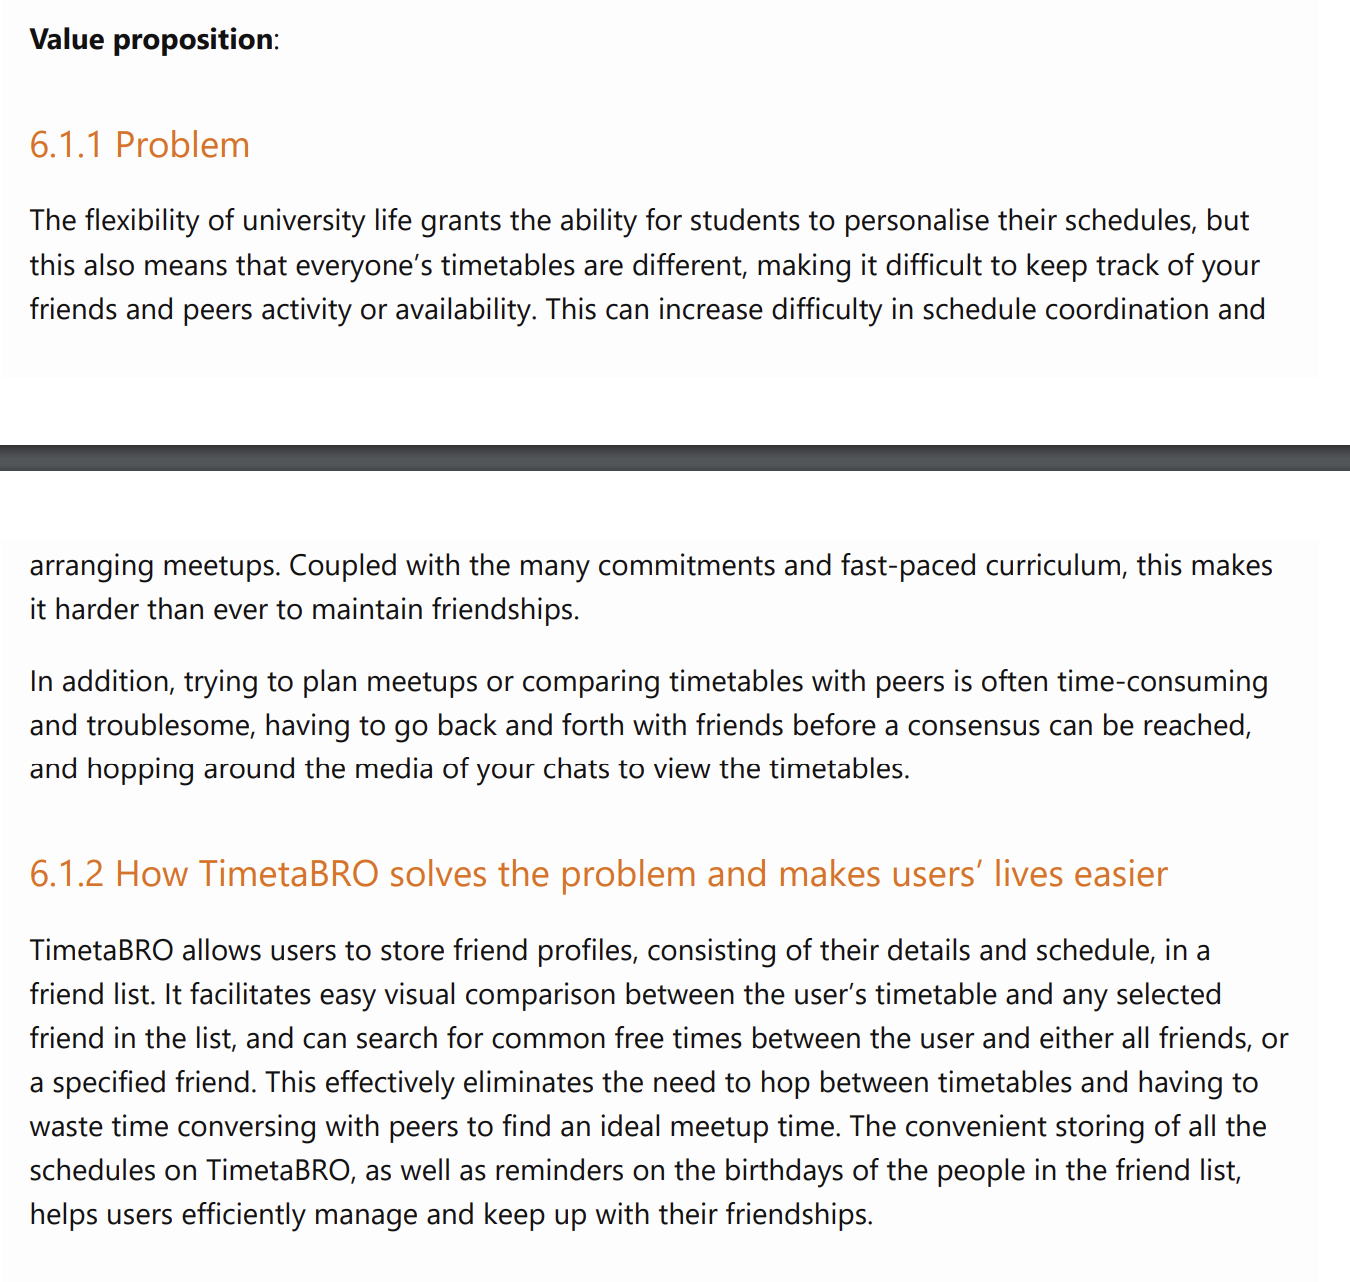 Value proposition:
6.1.1 Problem
The flexibility of university life grants the ability for students to personalise their schedules, but
this also means that everyone’s timetables are different, making it difficult to keep track of your
friends and peers activity or availability. This can increase difficulty in schedule coordination and
arranging meetups. Coupled with the many commitments and fast-paced curriculum, this makes
it harder than ever to maintain friendships.
In addition, trying to plan meetups or comparing timetables with peers is often time-consuming
and troublesome, having to go back and forth with friends before a consensus can be reached,
and hopping around the media of your chats to view the timetables.
6.1.2 How TimetaBRO solves the problem and makes users’ lives easier
TimetaBRO allows users to store friend profiles, consisting of their details and schedule, in a
friend list. It facilitates easy visual comparison between the user’s timetable and any selected
friend in the list, and can search for common free times between the user and either all friends, or
a specified friend. This effectively eliminates the need to hop between timetables and having to
waste time conversing with peers to find an ideal meetup time. The convenient storing of all the
schedules on TimetaBRO, as well as reminders on the birthdays of the people in the friend list,
helps users efficiently manage and keep up with their friendships.